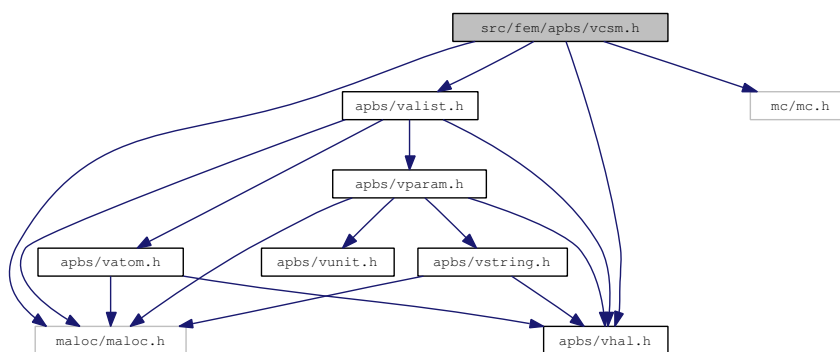 src/fem/apbs/vcsm.h
apbs/valist.h
mc/mc.h
apbs/vparam.h
apbs/vatom.h
apbs/vunit.h
apbs/vstring.h
maloc/maloc.h
apbs/vhal.h